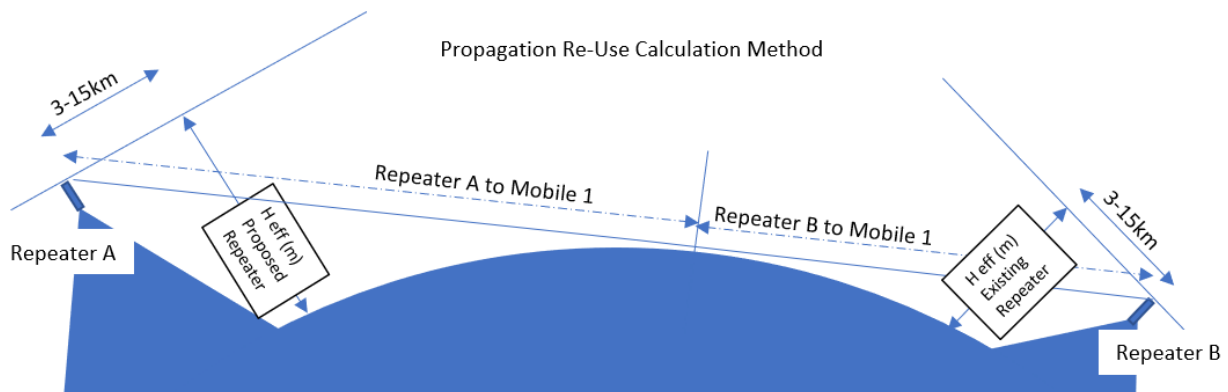 Propagation Re-Use Calculation Method
3-15km
Repeater A to Mobile 1
Repeater B to Mobile 1
3-15km
H eff (m)
Proposed
Repeater
H eff (m)
Existing
Repeater
Repeater A
Repeater B